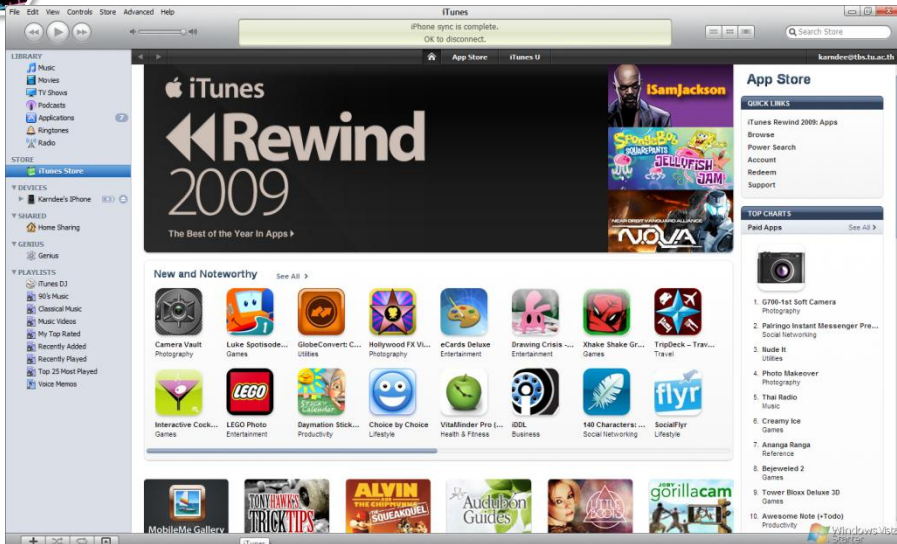 File Edit View Controls Store Advanced Help
iTunes
iPhone sync is complete.
OK to disconnect.
Search Store
LIBRARY
Music
Movies
TV Shows
Podcasts
Applications 7
Ringtones
Radio
STORE
iTunes Store
DEVICES
Karndee's iPhone
SHARED
Home Sharing
GENIUS
Genius
PLAYLISTS
iTunes DJ
90's Music
Classical Music
Music Videos
My Top Rated
Recently Added
Recently Played
Top 25 Most Played
Voice Memos
App Store iTunes U
karndee@tbs.tu.ac.th
iTunes
Rewind
2009
The Best of the Year In Apps
iSamJackson
SpongeBob
SQUAREPANTS
JELLYFISH
JAM!
NEAR ORBIT VANGUARD ALLIANCE
N.O.V.A
New and Noteworthy See All >
Camera Vault
Photography
Luke Spotisode...
Games
1
GlobeConvert: C...
Utilities
Hollywood FX Vi...
Photography
eCards Deluxe
Entertainment
Drawing Crisis -...
Entertainment
Xhake Shake Gr...
Games
TripDeck – Trav...
Travel
Interactive Cock...
Games
LEGO
LEGO Photo
Entertainment
STICKY
Calendar
Daymation Stick...
Productivity
Choice by Choice
Lifestyle
VitaMinder Pro (...
Health & Fitness
iDDL
Business
140 Characters: ...
Social Networking
flyr
SocialFlyr
Lifestyle
MobileMe Gallery
TONY HAWK'S
TRICK TIPS
ALVIN
AND THE CHIPMUNKS
THE SQUEAKQUEL
Audubon
Guides
JOBY
gorillacam
App Store
QUICK LINKS
iTunes Rewind 2009: Apps
Browse
Power Search
Account
Redeem
Support
TOP CHARTS
Paid Apps See All >
1. G700-1st Soft Camera
Photography
2. Palringo Instant Messenger Pre...
Social Networking
3. Nude It
Utilities
4. Photo Makeover
Photography
5. Thai Radio
Music
6. Creamy Ice
Games
7. Ananga Ranga
Reference
8. Bejeweled 2
Games
9. Tower Bloxx Deluxe 3D
Games
10. Awesome Note (+Todo)
Productivity
Windows Vista
Starter
iTunes